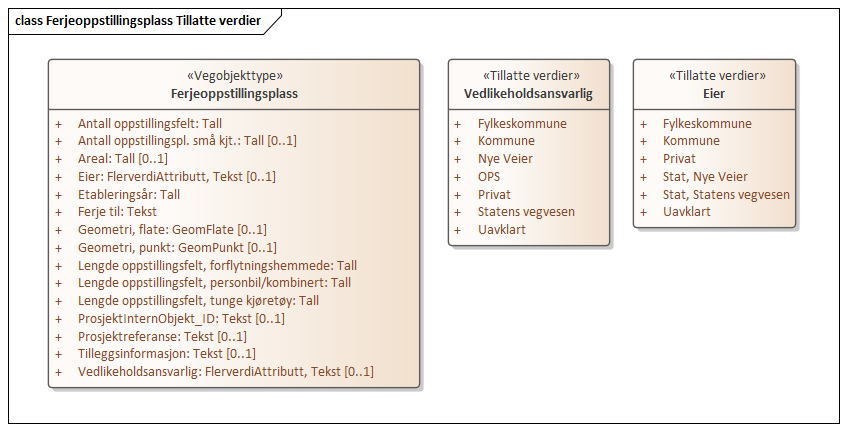 class Ferjeoppstillingsplass Tillatte verdier
«Vegobjekttype»
Ferjeoppstillingsplass
+ Antall oppstillingsfelt: Tall
+ Antall oppstillingspl. små kjt.: Tall [0..1]
+ Areal: Tall [0..1]
+ Eier: FlerverdiAttributt, Tekst [0..1]
+ Etableringsår: Tall
+ Ferje til: Tekst
+ Geometri, flate: GeomFlate [0..1]
+ Geometri, punkt: GeomPunkt [0..1]
+ Lengde oppstillingsfelt, forflytningshemmede: Tall
+ Lengde oppstillingsfelt, personbil/kombinert: Tall
+ Lengde oppstillingsfelt, tunge kjøretøy: Tall
+ ProsjektInternObjekt_ID: Tekst [0..1]
+ Prosjektreferanse: Tekst [0..1]
+ Tilleggsinformasjon: Tekst [0..1]
+ Vedlikeholdsansvarlig: FlerverdiAttributt, Tekst [0..1]
«Tillatte verdier»
Vedlikeholdsansvarlig
+ Fylkeskommune
+ Kommune
+ Nye Veier
+ OPS
+ Privat
+ Statens vegvesen
+ Uavklart
«Tillatte verdier»
Eier
+ Fylkeskommune
+ Kommune
+ Privat
+ Stat, Nye Veier
+ Stat, Statens vegvesen
+ Uavklart